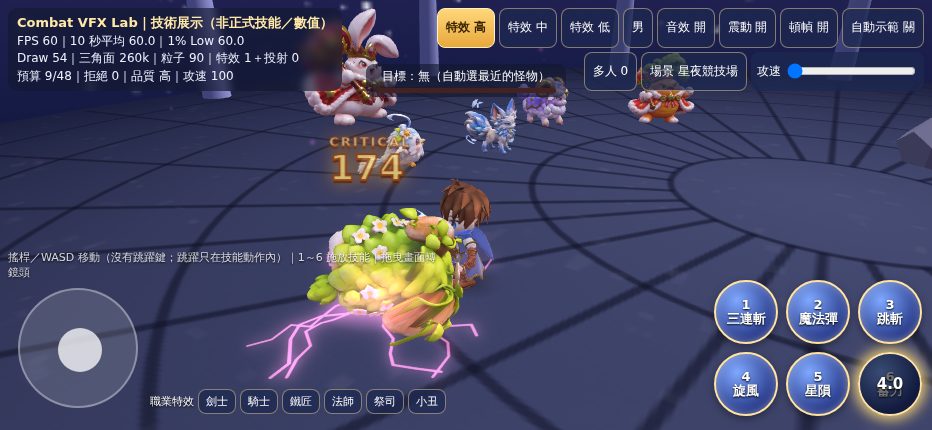 Combat VFX Lab｜技術展示（非正式技能／數值）
FPS 60｜10 秒平均 60.0｜1% Low 60.0
Draw 54｜三角面 260k｜粒子 90｜特效 1＋投射 0
預算 9/48｜拒絕 0｜品質 高｜攻速 100
特效 高
特效 中
特效 低
男
音效 開
震動 開
頓幀 開
自動示範 關
多人 0
場景 星夜競技場
攻速
目標：無（自動選最近的怪物）
CRITICAL
174
搖桿／WASD 移動（沒有跳躍鍵；跳躍只在技能動作內）｜1～6 施放技能｜拖曳畫面轉
鏡頭
1
三連斬
2
魔法彈
3
跳斬
4
旋風
5
星隕
6
蓄力
4.0
職業特效
劍士
騎士
鐵匠
法師
祭司
小丑